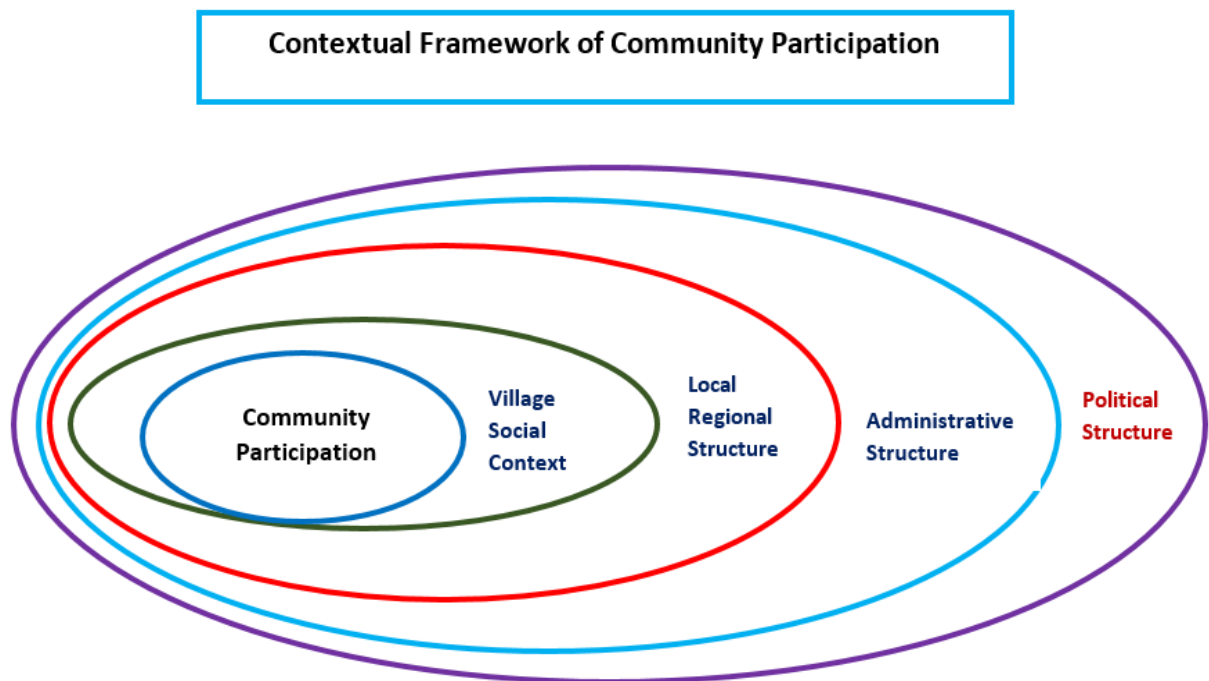 Contextual Framework of Community Participation
Community
Participation
Village
Social
Context
Local
Regional
Structure
Administrative
Structure
Political
Structure